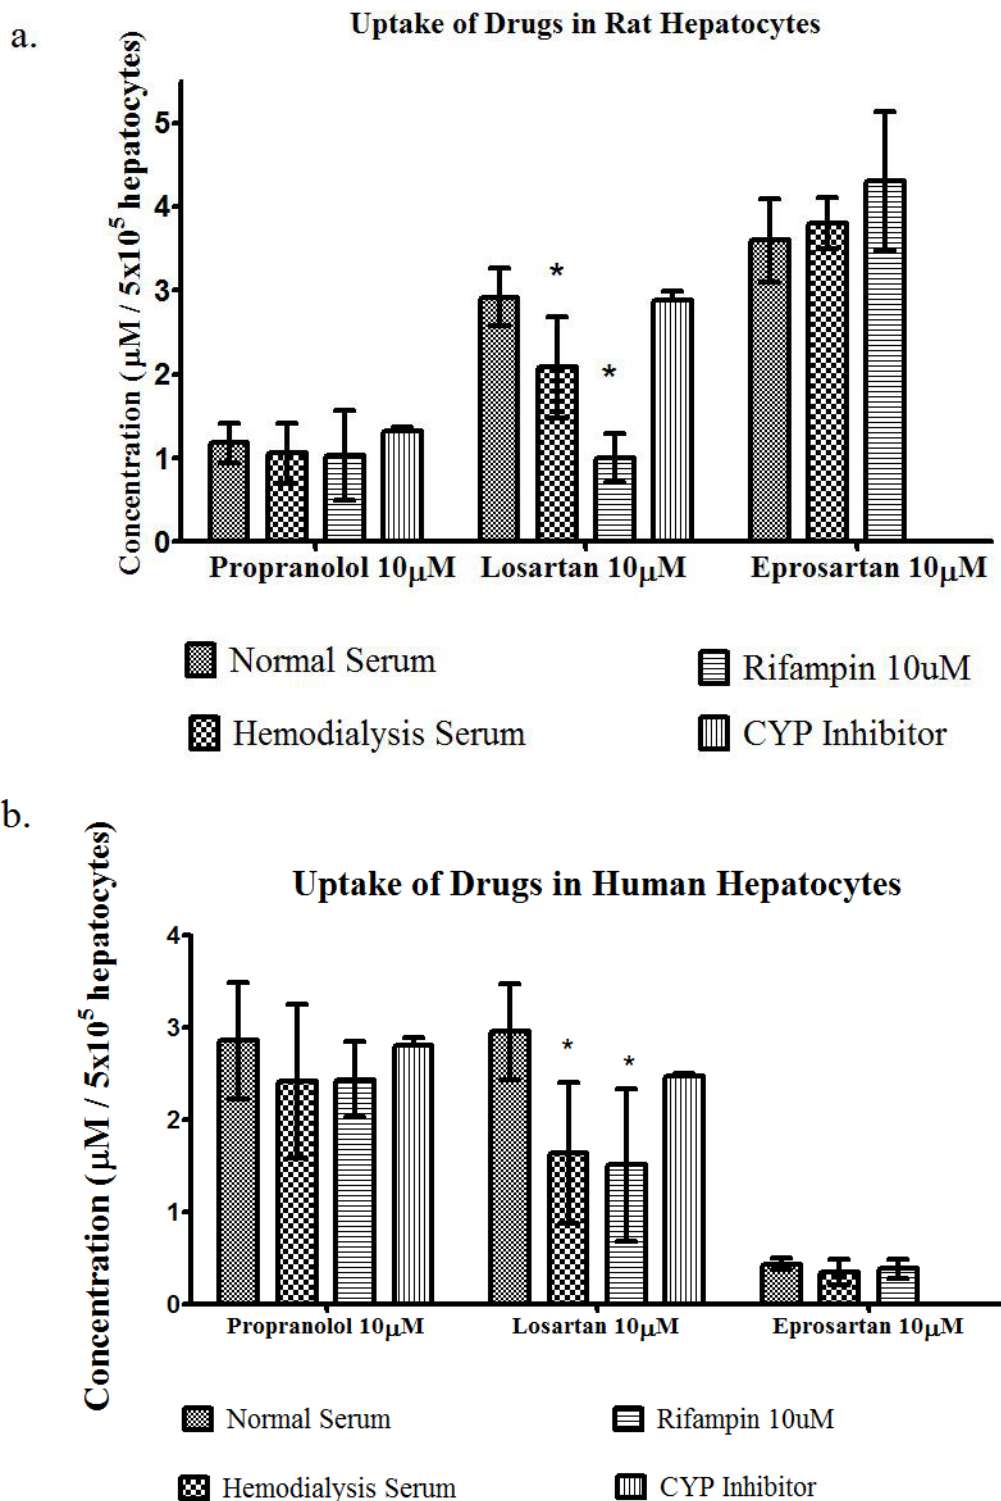 a.
Uptake of Drugs in Rat Hepatocytes
Concentration (µM / 5x10⁵ hepatocytes)
5
4
3
2
1
0
* *
Propranolol 10µM Losartan 10µM Eprosartan 10µM
Normal Serum Rifampin 10uM
Hemodialysis Serum CYP Inhibitor
b.
Uptake of Drugs in Human Hepatocytes
Concentration (µM / 5x10⁵ hepatocytes)
4
3
2
1
0
* *
Propranolol 10µM Losartan 10µM Eprosartan 10µM
Normal Serum Rifampin 10uM
Hemodialysis Serum CYP Inhibitor